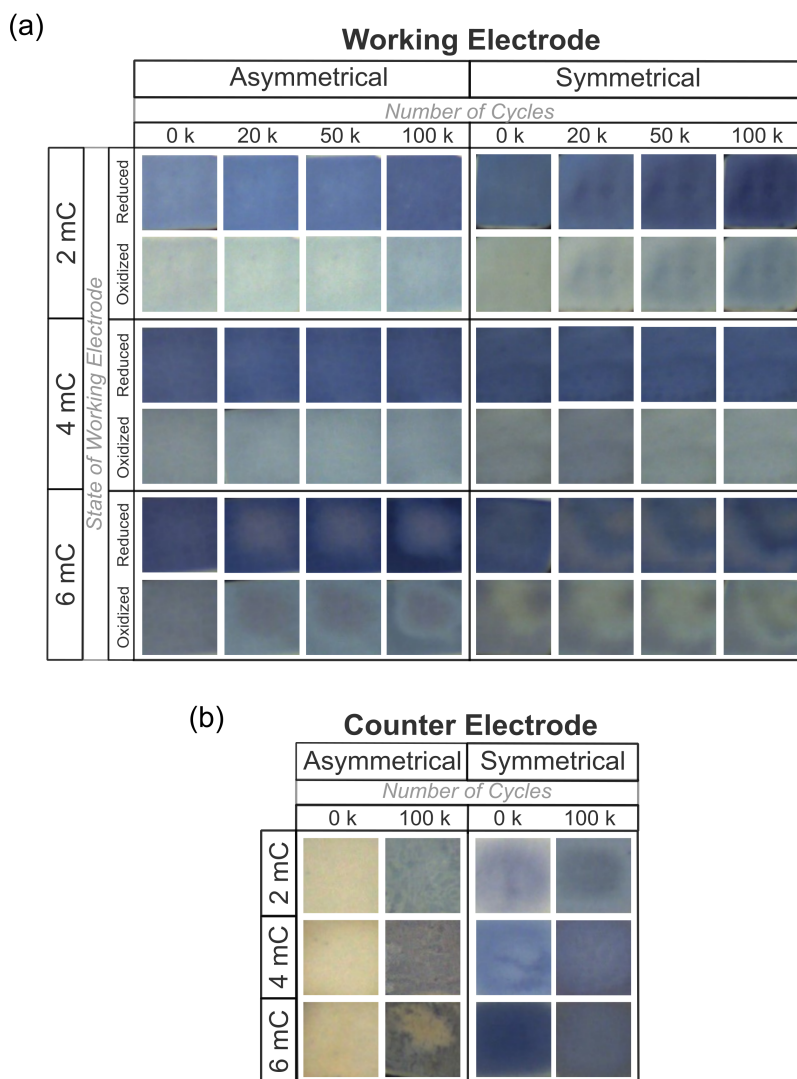 (a)
Working Electrode
Asymmetrical Symmetrical
Number of Cycles
0 k 20 k 50 k 100 k 0 k 20 k 50 k 100 k
State of Working Electrode
2 mC
Reduced
Oxidized
4 mC
Reduced
Oxidized
6 mC
Reduced
Oxidized
(b)
Counter Electrode
Asymmetrical Symmetrical
Number of Cycles
0 k 100 k 0 k 100 k
2 mC
4 mC
6 mC